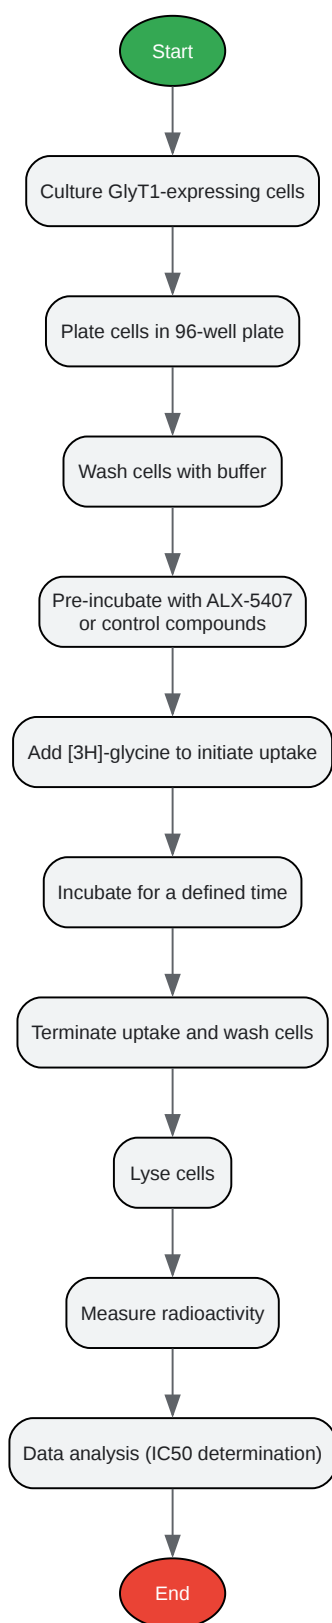 Start
Culture GlyT1-expressing cells
Plate cells in 96-well plate
Wash cells with buffer
Pre-incubate with ALX-5407
or control compounds
Add [3H]-glycine to initiate uptake
Incubate for a defined time
Terminate uptake and wash cells
Lyse cells
Measure radioactivity
Data analysis (IC50 determination)
End